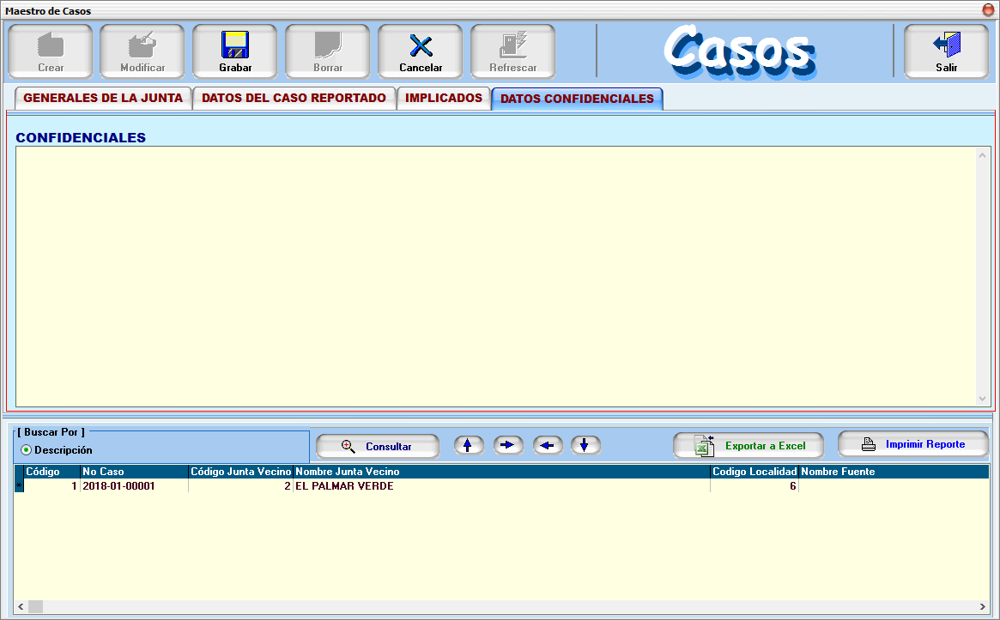 Maestro de Casos
Crear Modificar Grabar Borrar Cancelar Refrescar Casos Salir
GENERALES DE LA JUNTA DATOS DEL CASO REPORTADO IMPLICADOS DATOS CONFIDENCIALES
CONFIDENCIALES
[ Buscar Por ]
Descripción Consultar Exportar a Excel Imprimir Reporte
Código No Caso Código Junta Vecino Nombre Junta Vecino Codigo Localidad Nombre Fuente
* 1 2018-01-00001 2 EL PALMAR VERDE 6